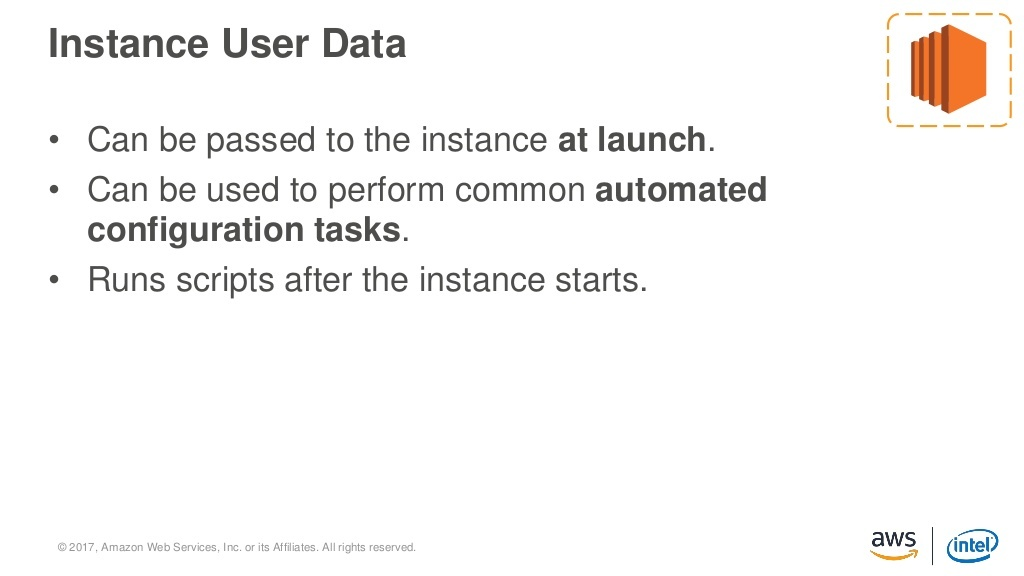 Instance User Data
• Can be passed to the instance at launch.
• Can be used to perform common automated
configuration tasks.
• Runs scripts after the instance starts.
© 2017, Amazon Web Services, Inc. or its Affiliates. All rights reserved.
aws
intel